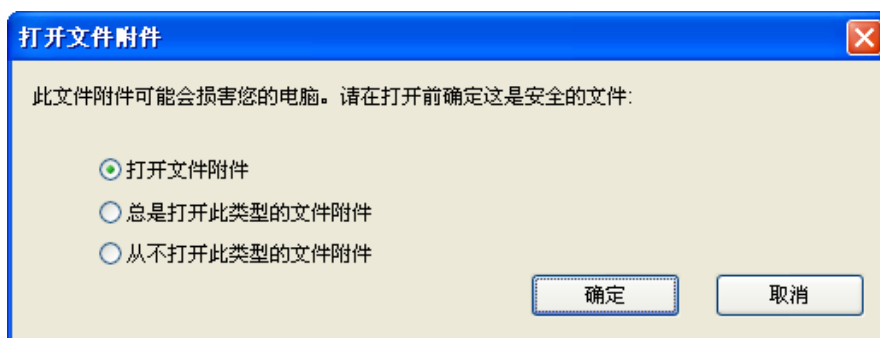 打开文件附件
此文件附件可能会损害您的电脑。请在打开前确定这是安全的文件:
打开文件附件
总是打开此类型的文件附件
从不打开此类型的文件附件
确定 取消